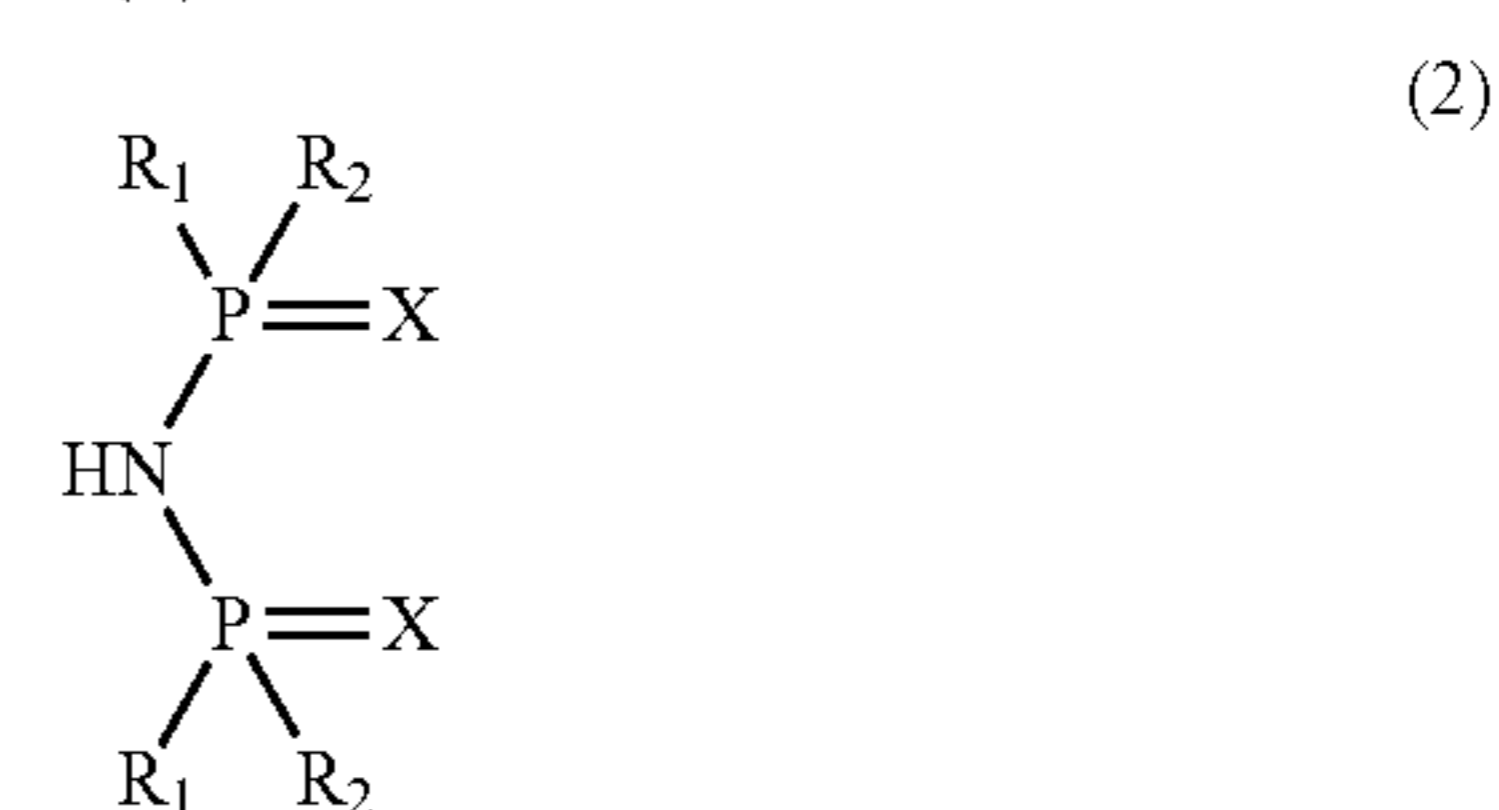 (2)
R₁ R₂
P=X
HN
P=X
R₁ R₂